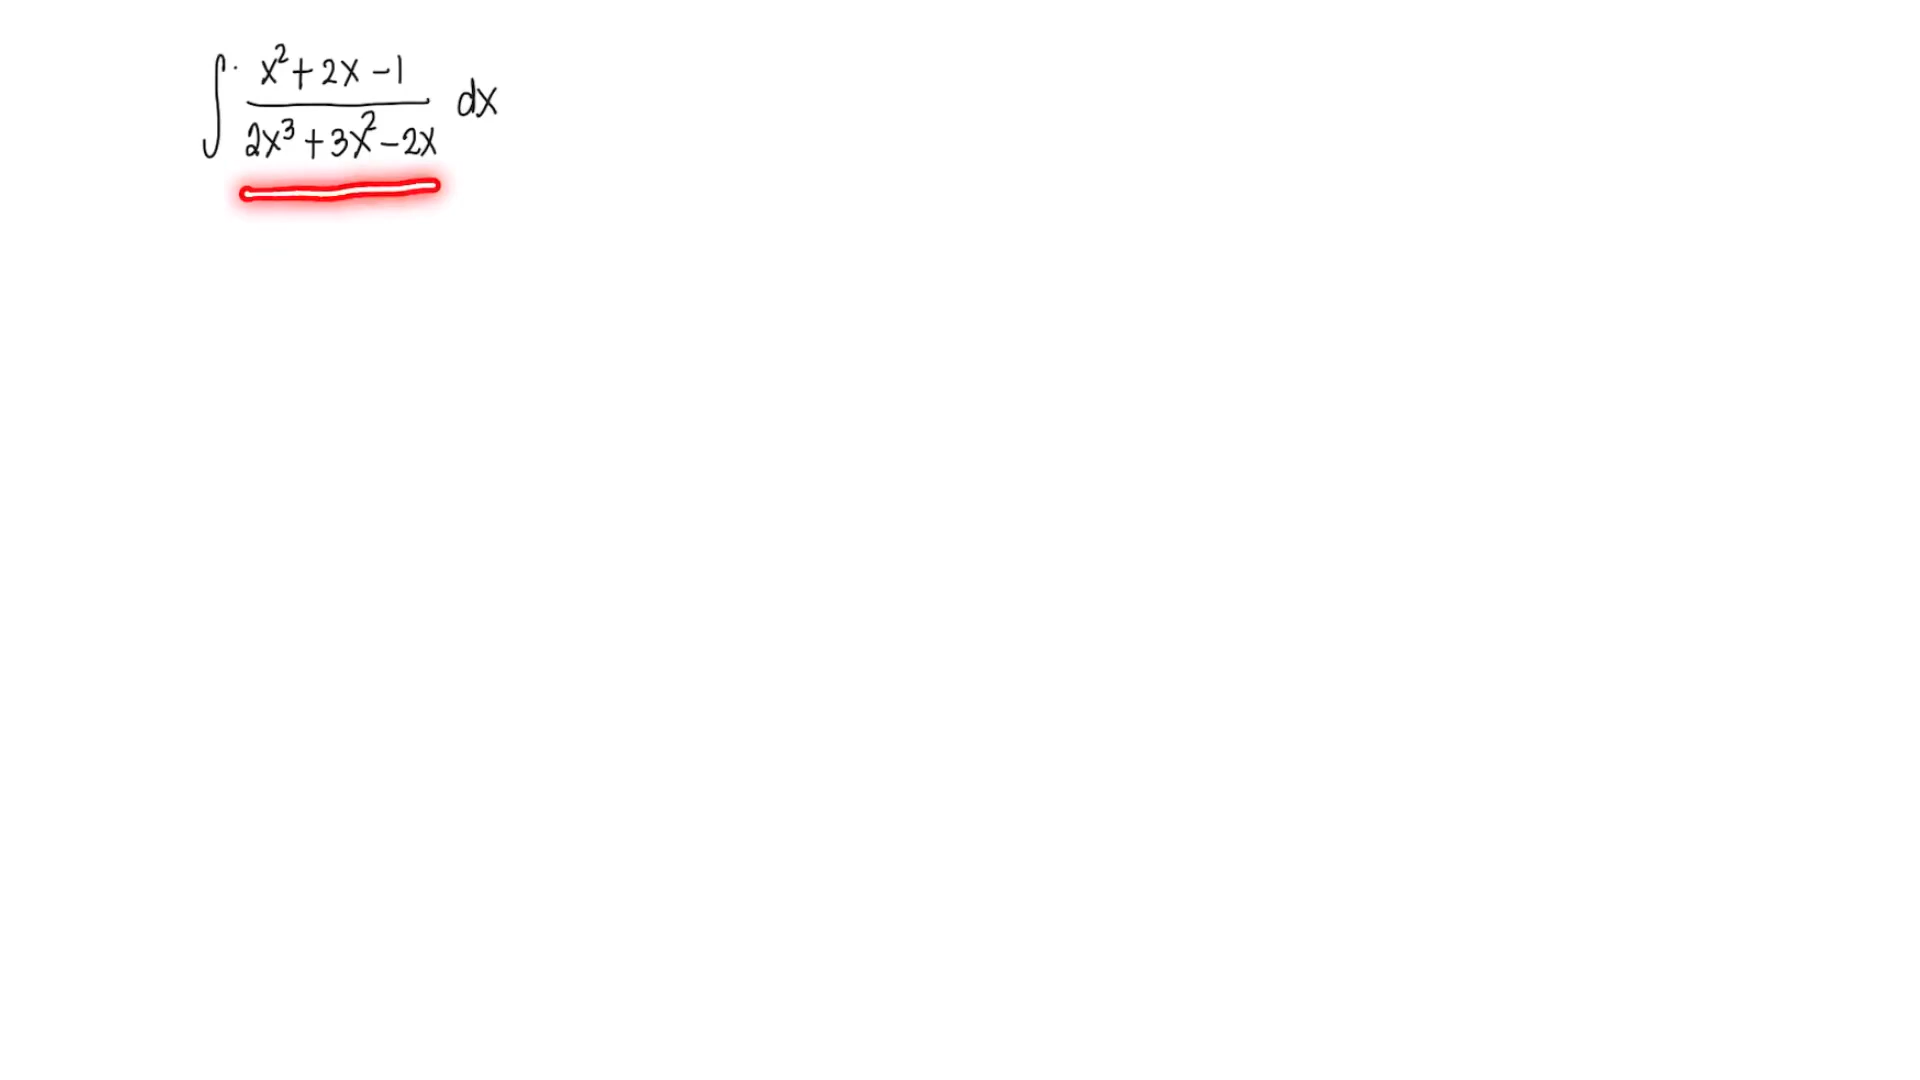 ∫ (x² + 2x - 1) / (2x³ + 3x² - 2x) dx